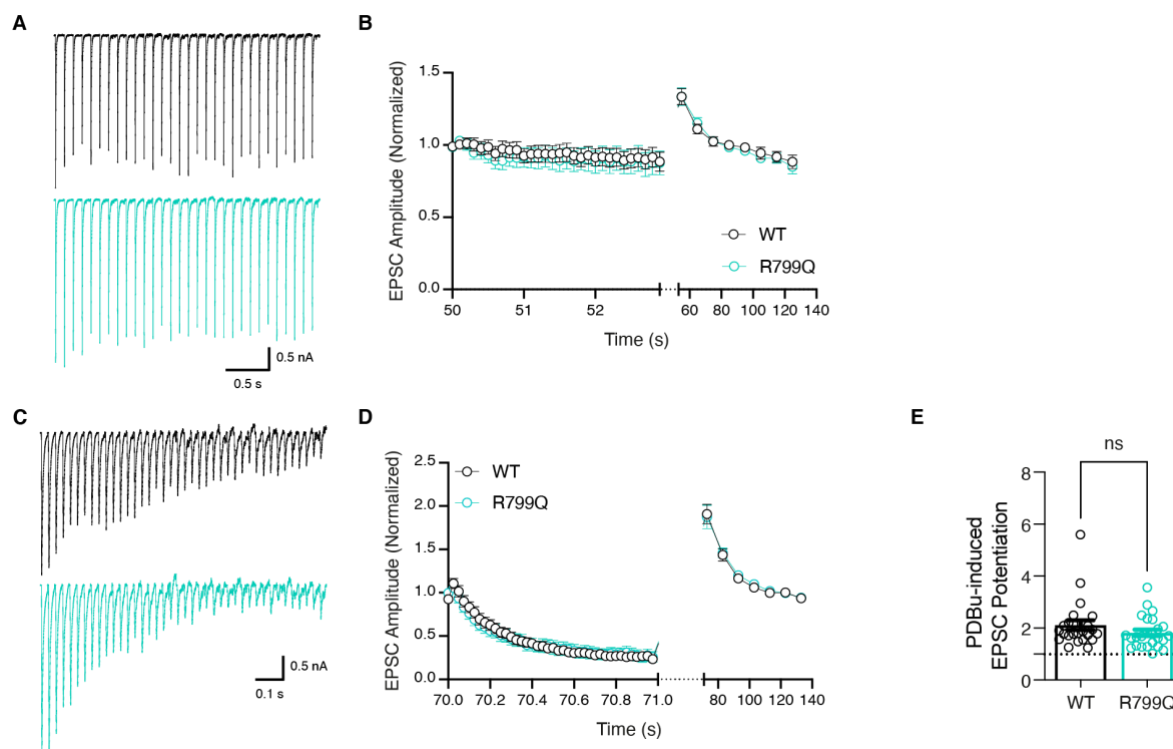 A
0.5 nA
0.5 s
B
EPSC Amplitude (Normalized)
1.5
1.0
0.5
0.0
50 51 52 60 80 100 120 140
Time (s)
WT
R799Q
C
0.5 nA
0.1 s
D
EPSC Amplitude (Normalized)
2.5
2.0
1.5
1.0
0.5
0.0
70.0 70.2 70.4 70.6 70.8 71.0 80 100 120 140
Time (s)
WT
R799Q
E
ns
PDBu-induced
EPSC Potentiation
8
6
4
2
0
WT R799Q